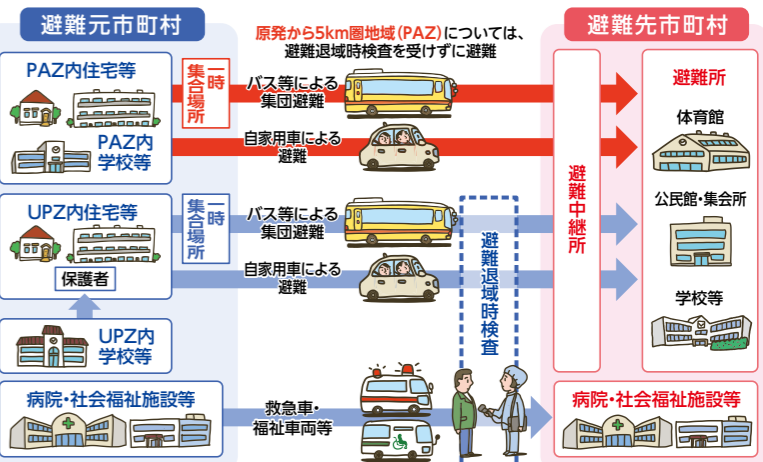 避難元市町村
原発から5km圏地域(PAZ)については、
避難退域時検査を受けずに避難
避難先市町村
PAZ内住宅等
一時
集合場所
バス等による
集団避難
PAZ内
学校等
自家用車による
避難
UPZ内住宅等
保護者
一時
集合場所
バス等による
集団避難
自家用車による
避難
UPZ内
学校等
避難退域時検査
避難中継所
避難所
体育館
公民館・集会所
学校等
病院・社会福祉施設等
救急車・
福祉車両等
病院・社会福祉施設等